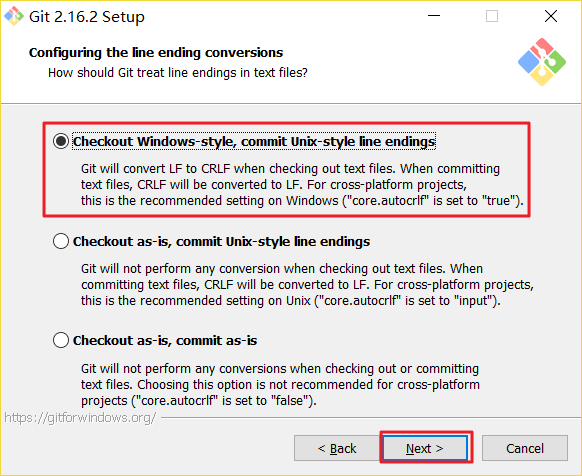 Git 2.16.2 Setup
Configuring the line ending conversions
How should Git treat line endings in text files?
Checkout Windows-style, commit Unix-style line endings
Git will convert LF to CRLF when checking out text files. When committing
text files, CRLF will be converted to LF. For cross-platform projects,
this is the recommended setting on Windows ("core.autocrlf" is set to "true").
Checkout as-is, commit Unix-style line endings
Git will not perform any conversion when checking out text files. When
committing text files, CRLF will be converted to LF. For cross-platform projects,
this is the recommended setting on Unix ("core.autocrlf" is set to "input").
Checkout as-is, commit as-is
Git will not perform any conversions when checking out or committing
text files. Choosing this option is not recommended for cross-platform
projects ("core.autocrlf" is set to "false").
https://gitforwindows.org/
< Back
Next >
Cancel